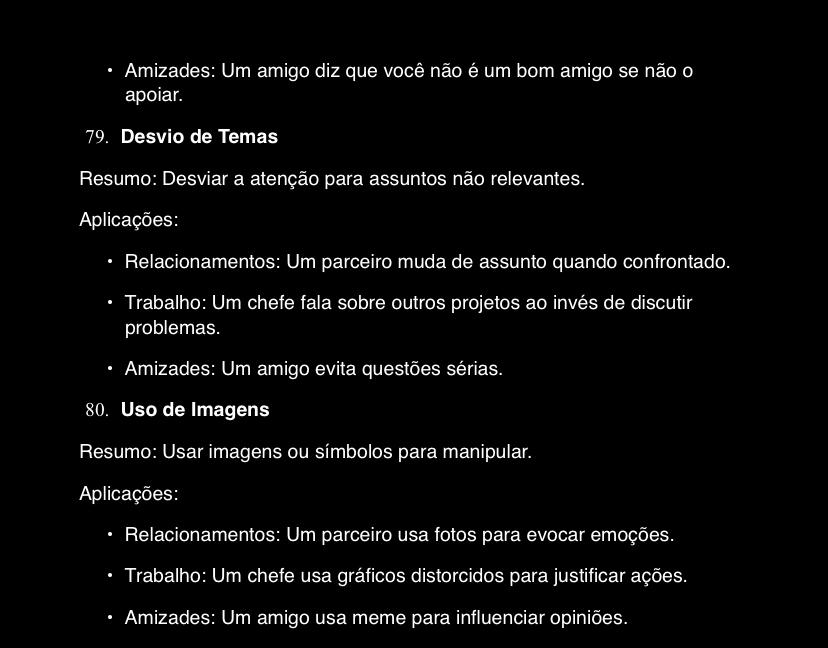 • Amizades: Um amigo diz que você não é um bom amigo se não o
apoiar.
79. Desvio de Temas
Resumo: Desviar a atenção para assuntos não relevantes.
Aplicações:
• Relacionamentos: Um parceiro muda de assunto quando confrontado.
• Trabalho: Um chefe fala sobre outros projetos ao invés de discutir
problemas.
• Amizades: Um amigo evita questões sérias.
80. Uso de Imagens
Resumo: Usar imagens ou símbolos para manipular.
Aplicações:
• Relacionamentos: Um parceiro usa fotos para evocar emoções.
• Trabalho: Um chefe usa gráficos distorcidos para justificar ações.
• Amizades: Um amigo usa meme para influenciar opiniões.